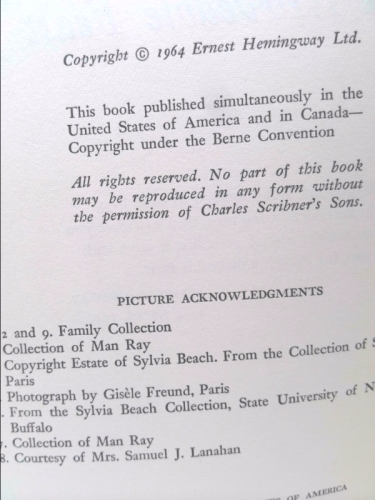 Copyright © 1964 Ernest Hemingway Ltd.
This book published simultaneously in the
United States of America and in Canada—
Copyright under the Berne Convention
All rights reserved. No part of this book
may be reproduced in any form without
the permission of Charles Scribner's Sons.
PICTURE ACKNOWLEDGMENTS
2 and 9. Family Collection
Collection of Man Ray
Copyright Estate of Sylvia Beach. From the Collection of S
Paris
Photograph by Gisèle Freund, Paris
From the Sylvia Beach Collection, State University of N
Buffalo
7. Collection of Man Ray
8. Courtesy of Mrs. Samuel J. Lanahan
OF AMERICA